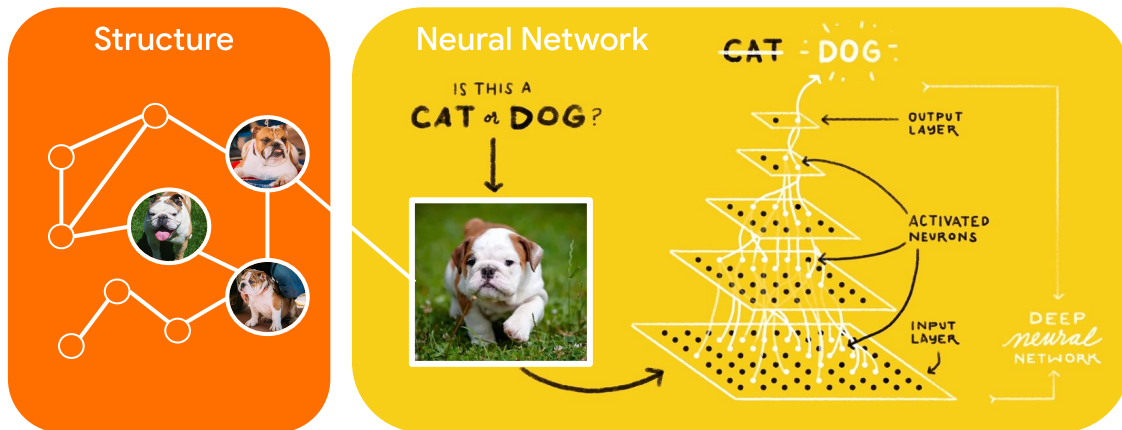 Structure
Neural Network
IS THIS A
CAT or DOG?
CAT DOG
OUTPUT
LAYER
ACTIVATED
NEURONS
INPUT
LAYER
DEEP
neural
NETWORK